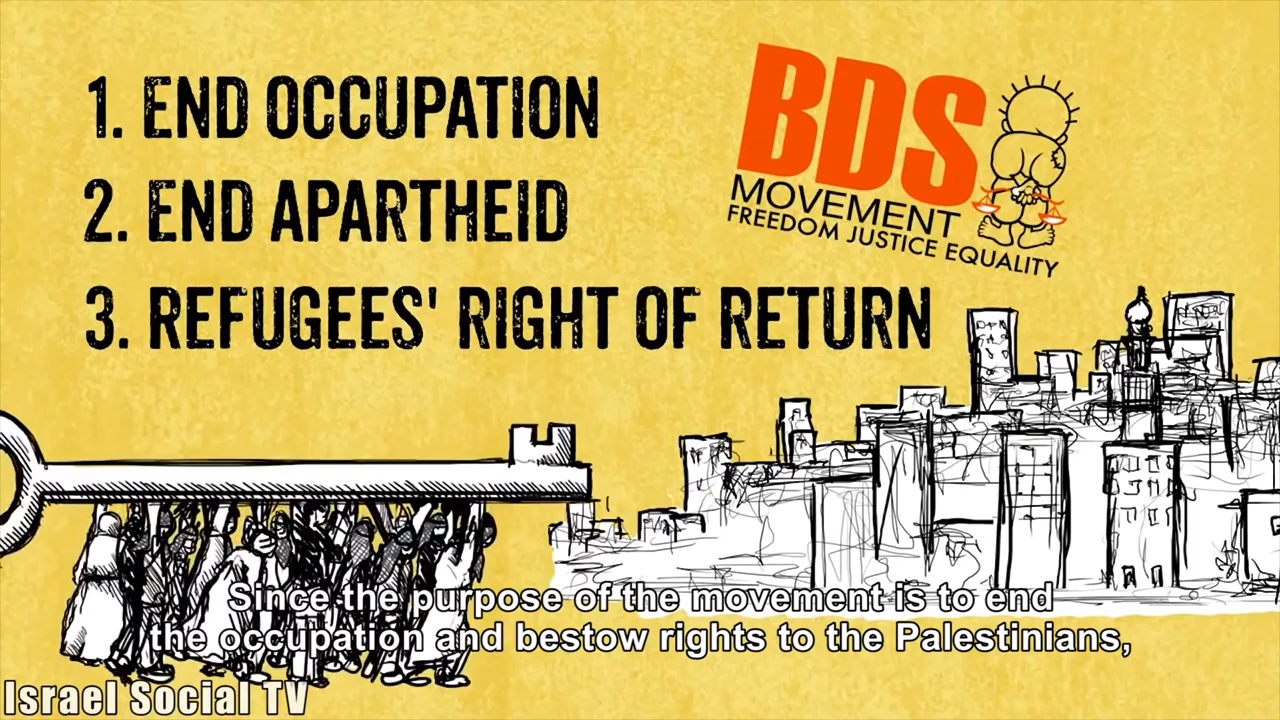 1. END OCCUPATION
2. END APARTHEID
3. REFUGEES' RIGHT OF RETURN
BDS
MOVEMENT
FREEDOM JUSTICE EQUALITY
Since the purpose of the movement is to end
the occupation and bestow rights to the Palestinians,
Israel Social TV